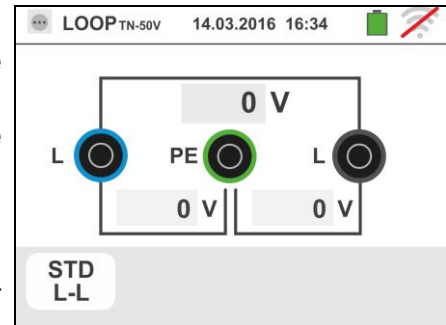 LOOP TN-50V 14.03.2016 16:34
0 V
L PE L
0 V 0 V
STD
L-L